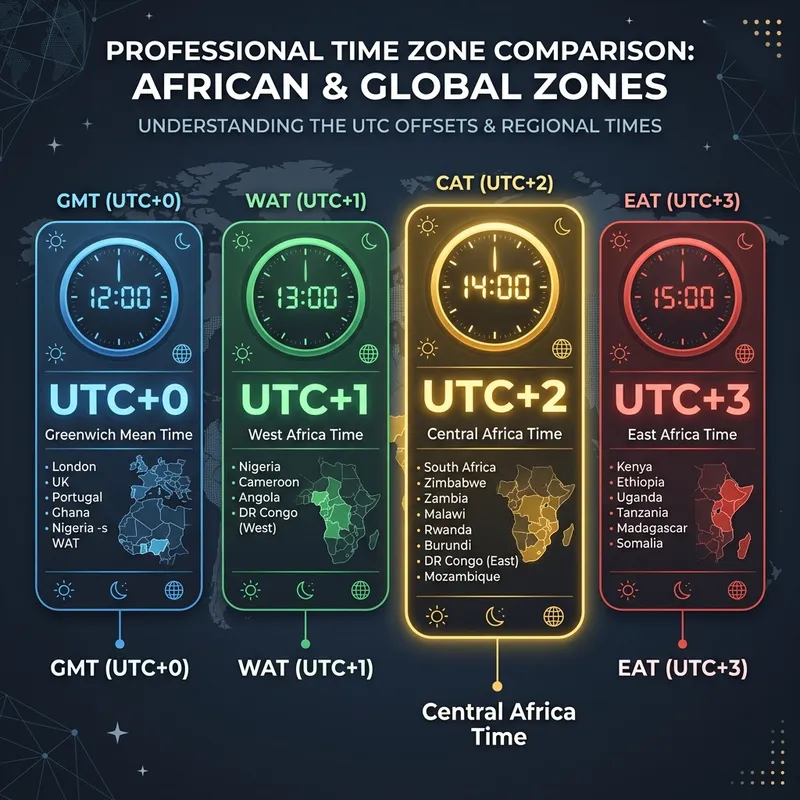 PROFESSIONAL TIME ZONE COMPARISON:
AFRICAN & GLOBAL ZONES
UNDERSTANDING THE UTC OFFSETS & REGIONAL TIMES
GMT (UTC+0)
12:00
UTC+0
Greenwich Mean Time
• London
• UK
• Portugal
• Ghana
• Nigeria -s
WAT
GMT (UTC+0)
WAT (UTC+1)
13:00
UTC+1
West Africa Time
• Nigeria
• Cameroon
• Angola
• DR Congo
(West)
WAT (UTC+1)
CAT (UTC+2)
14:00
UTC+2
Central Africa Time
• South Africa
• Zimbabwe
• Zambia
• Malawi
• Rwanda
• Burundi
• DR Congo (East)
• Mozambique
Central Africa
Time
EAT (UTC+3)
15:00
UTC+3
East Africa Time
• Kenya
• Ethiopia
• Uganda
• Tanzania
• Madagascar
• Somalia
EAT (UTC+3)